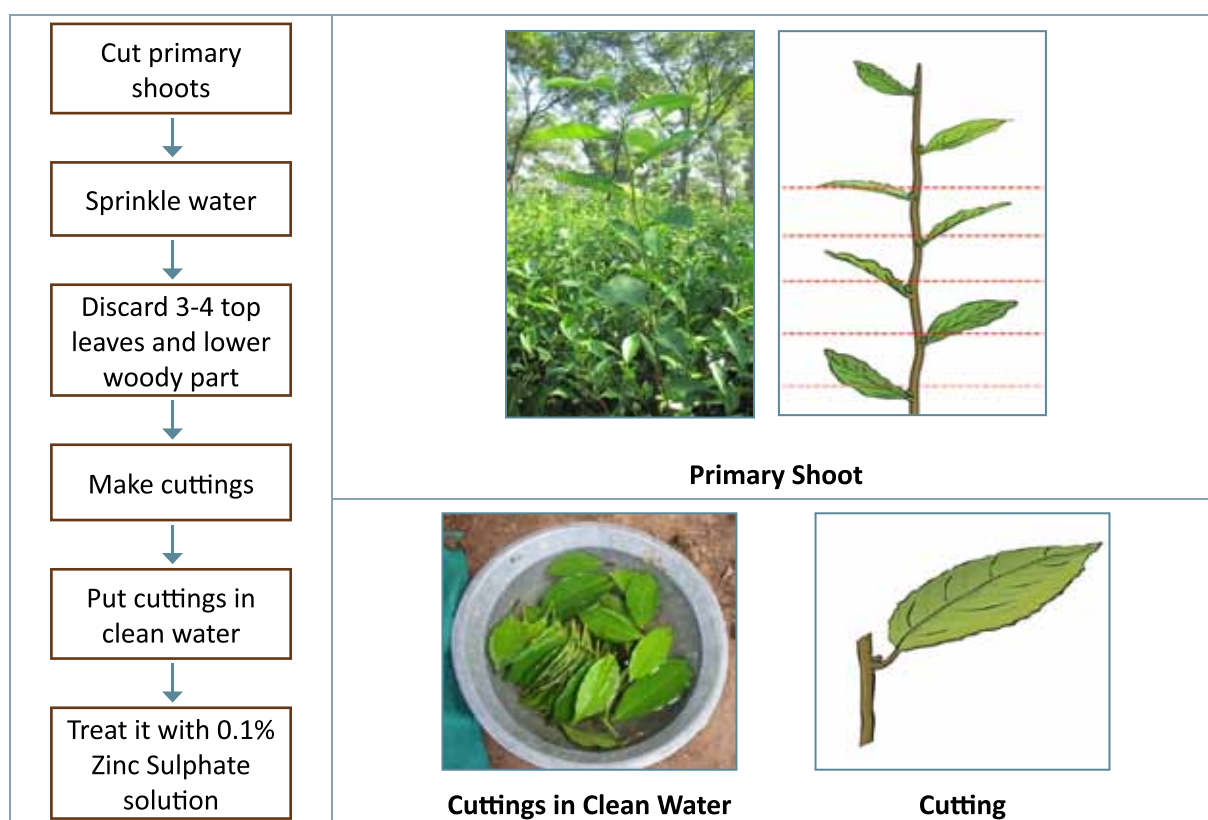 Cut primary
shoots
Sprinkle water
Discard 3-4 top
leaves and lower
woody part
Make cuttings
Put cuttings in
clean water
Treat it with 0.1%
Zinc Sulphate
solution
Primary Shoot
Cuttings in Clean Water
Cutting